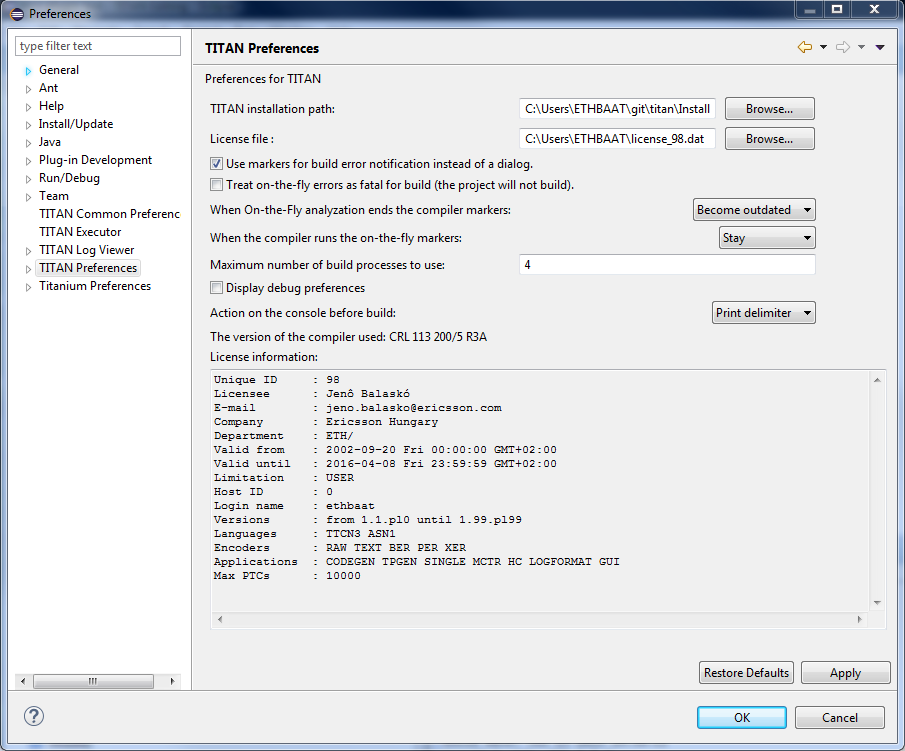 Preferences
type filter text
General
Ant
Help
Install/Update
Java
Plug-in Development
Run/Debug
Team
TITAN Common Preferenc
TITAN Executor
TITAN Log Viewer
TITAN Preferences
Titanium Preferences
TITAN Preferences
Preferences for TITAN
TITAN installation path: C:\Users\ETHBAAT\git\titan\Install Browse...
License file : C:\Users\ETHBAAT\license_98.dat Browse...
Use markers for build error notification instead of a dialog.
Treat on-the-fly errors as fatal for build (the project will not build).
When On-the-Fly analyzation ends the compiler markers: Become outdated
When the compiler runs the on-the-fly markers: Stay
Maximum number of build processes to use: 4
Display debug preferences
Action on the console before build: Print delimiter
The version of the compiler used: CRL 113 200/5 R3A
License information:
Unique ID : 98
Licensee : Jenő Balaskó
E-mail : jeno.balasko@ericsson.com
Company : Ericsson Hungary
Department : ETH/
Valid from : 2002-09-20 Fri 00:00:00 GMT+02:00
Valid until : 2016-04-08 Fri 23:59:59 GMT+02:00
Limitation : USER
Host ID : 0
Login name : ethbaat
Versions : from 1.1.pl0 until 1.99.pl99
Languages : TTCN3 ASN1
Encoders : RAW TEXT BER PER XER
Applications : CODEGEN TPGEN SINGLE MCTR HC LOGFORMAT GUI
Max PTCs : 10000
Restore Defaults Apply
? OK Cancel